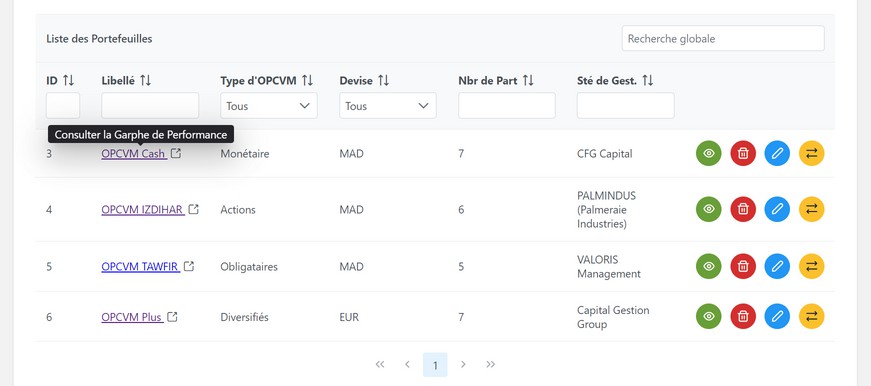 Liste des Portefeuilles
Recherche globale
ID Libellé Type d'OPCVM Devise Nbr de Part Sté de Gest.
Tous Tous
Consulter la Garphe de Performance
3 OPCVM Cash Monétaire MAD 7 CFG Capital
4 OPCVM IZDIHAR Actions MAD 6 PALMINDUS
(Palmeraie
Industries)
5 OPCVM TAWFIR Obligataires MAD 5 VALORIS
Management
6 OPCVM Plus Diversifiés EUR 7 Capital Gestion
Group
1